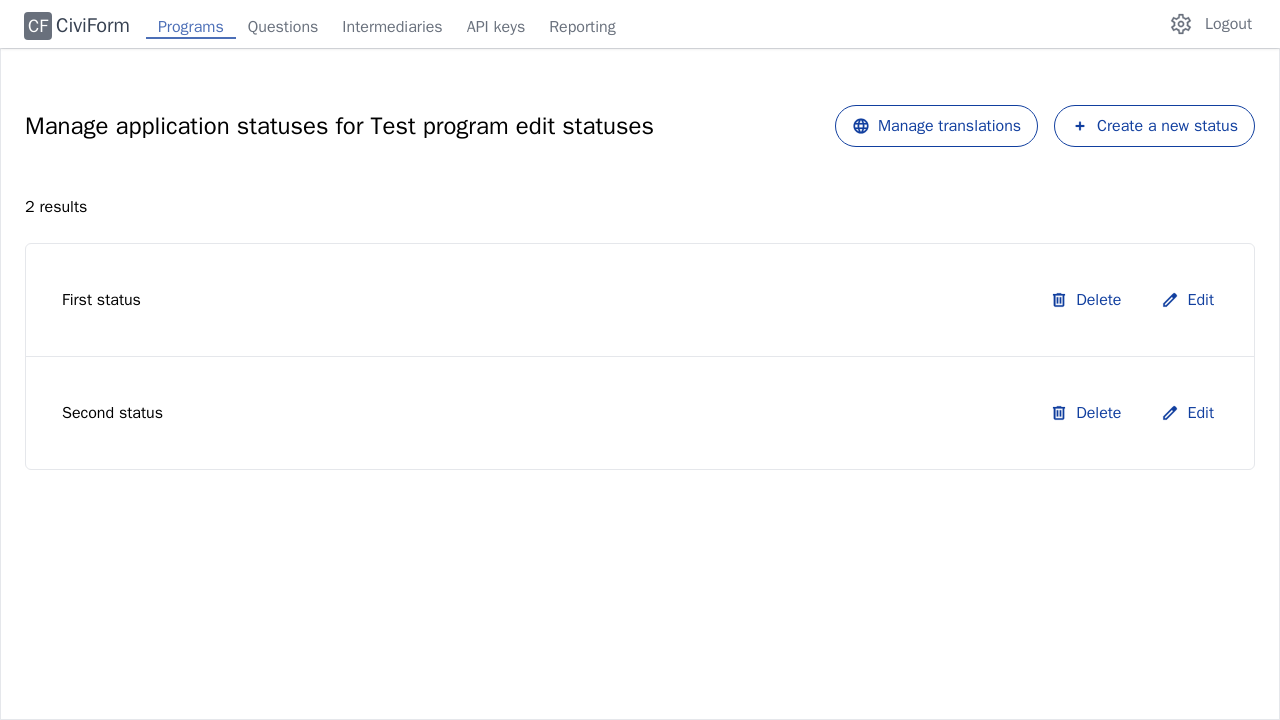 CF CiviForm Programs Questions Intermediaries API keys Reporting Logout
Manage application statuses for Test program edit statuses Manage translations Create a new status
2 results
First status Delete Edit
Second status Delete Edit